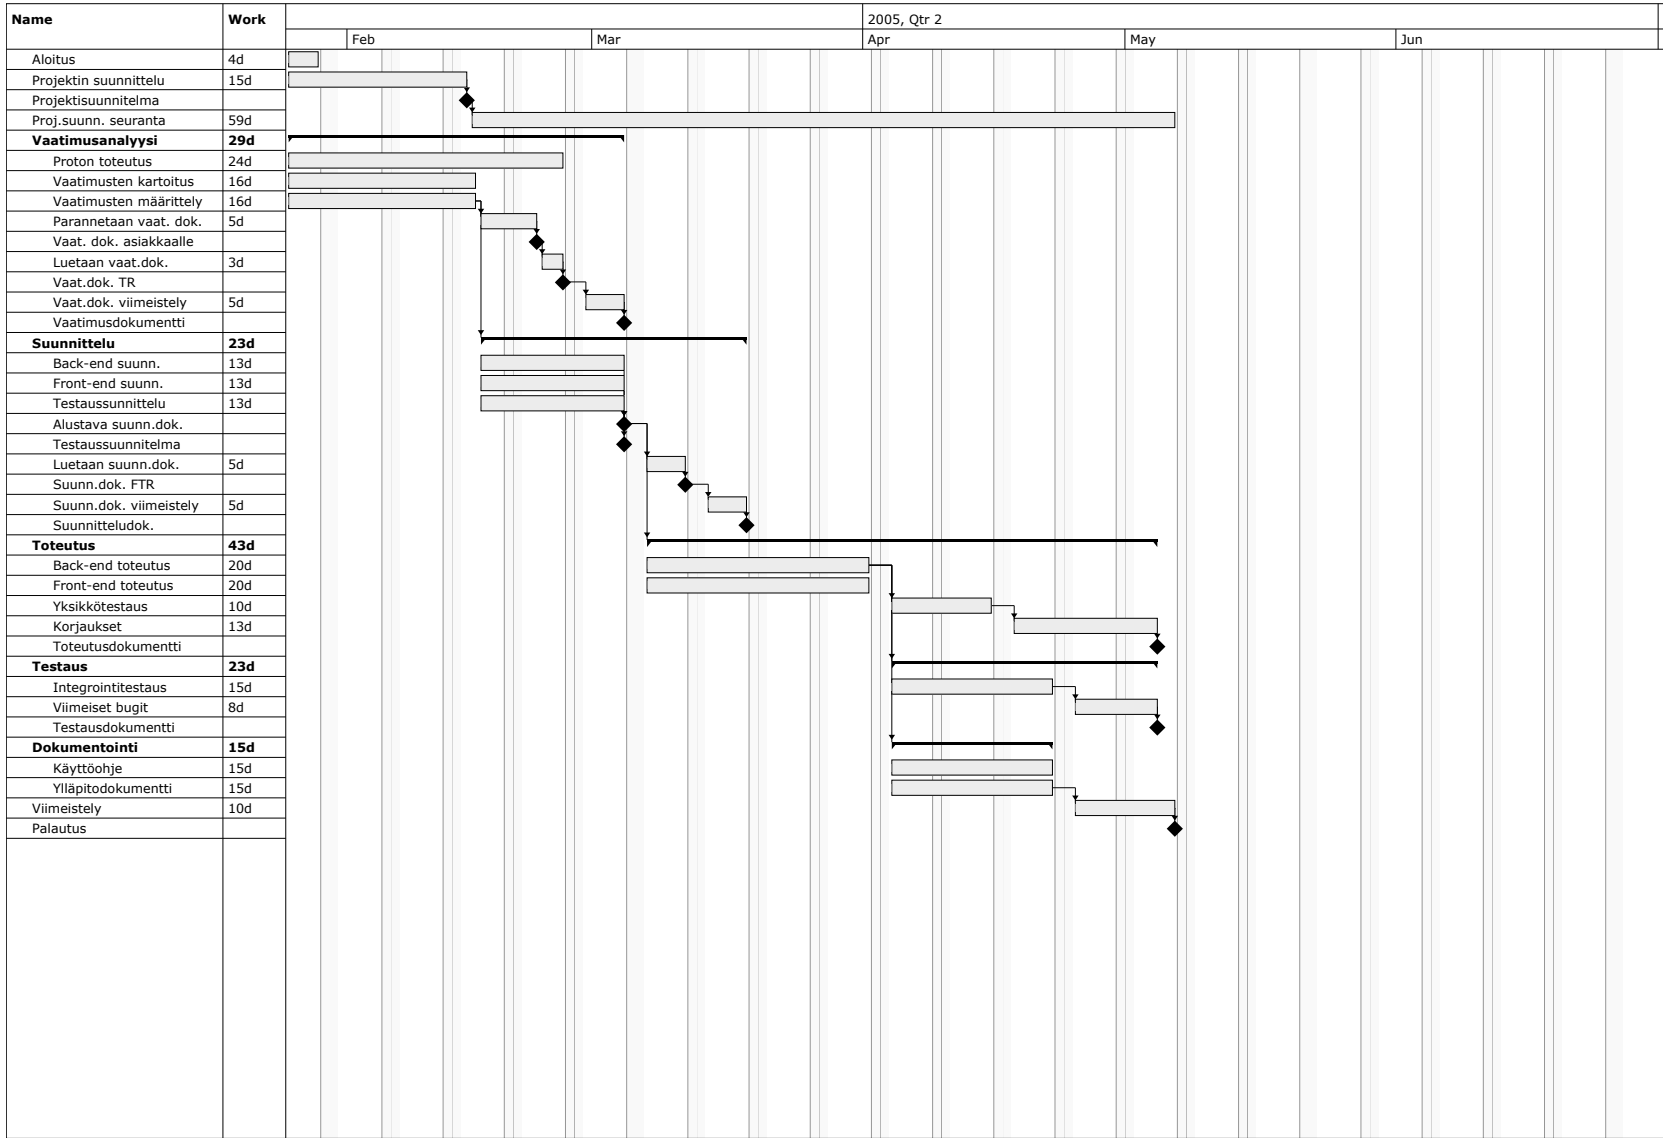 Name Work
2005, Qtr 2
Feb Mar Apr May Jun
Aloitus 4d
Projektin suunnittelu 15d
Projektisuunnitelma
Proj.suunn. seuranta 59d
Vaatimusanalyysi 29d
Proton toteutus 24d
Vaatimusten kartoitus 16d
Vaatimusten määrittely 16d
Parannetaan vaat. dok. 5d
Vaat. dok. asiakkaalle
Luetaan vaat.dok. 3d
Vaat.dok. TR
Vaat.dok. viimeistely 5d
Vaatimusdokumentti
Suunnittelu 23d
Back-end suunn. 13d
Front-end suunn. 13d
Testaussunnittelu 13d
Alustava suunn.dok.
Testaussuunnitelma
Luetaan suunn.dok. 5d
Suunn.dok. FTR
Suunn.dok. viimeistely 5d
Suunnitteludok.
Toteutus 43d
Back-end toteutus 20d
Front-end toteutus 20d
Yksikkötestaus 10d
Korjaukset 13d
Toteutusdokumentti
Testaus 23d
Integrointitestaus 15d
Viimeiset bugit 8d
Testausdokumentti
Dokumentointi 15d
Käyttöohje 15d
Ylläpitodokumentti 15d
Viimeistely 10d
Palautus